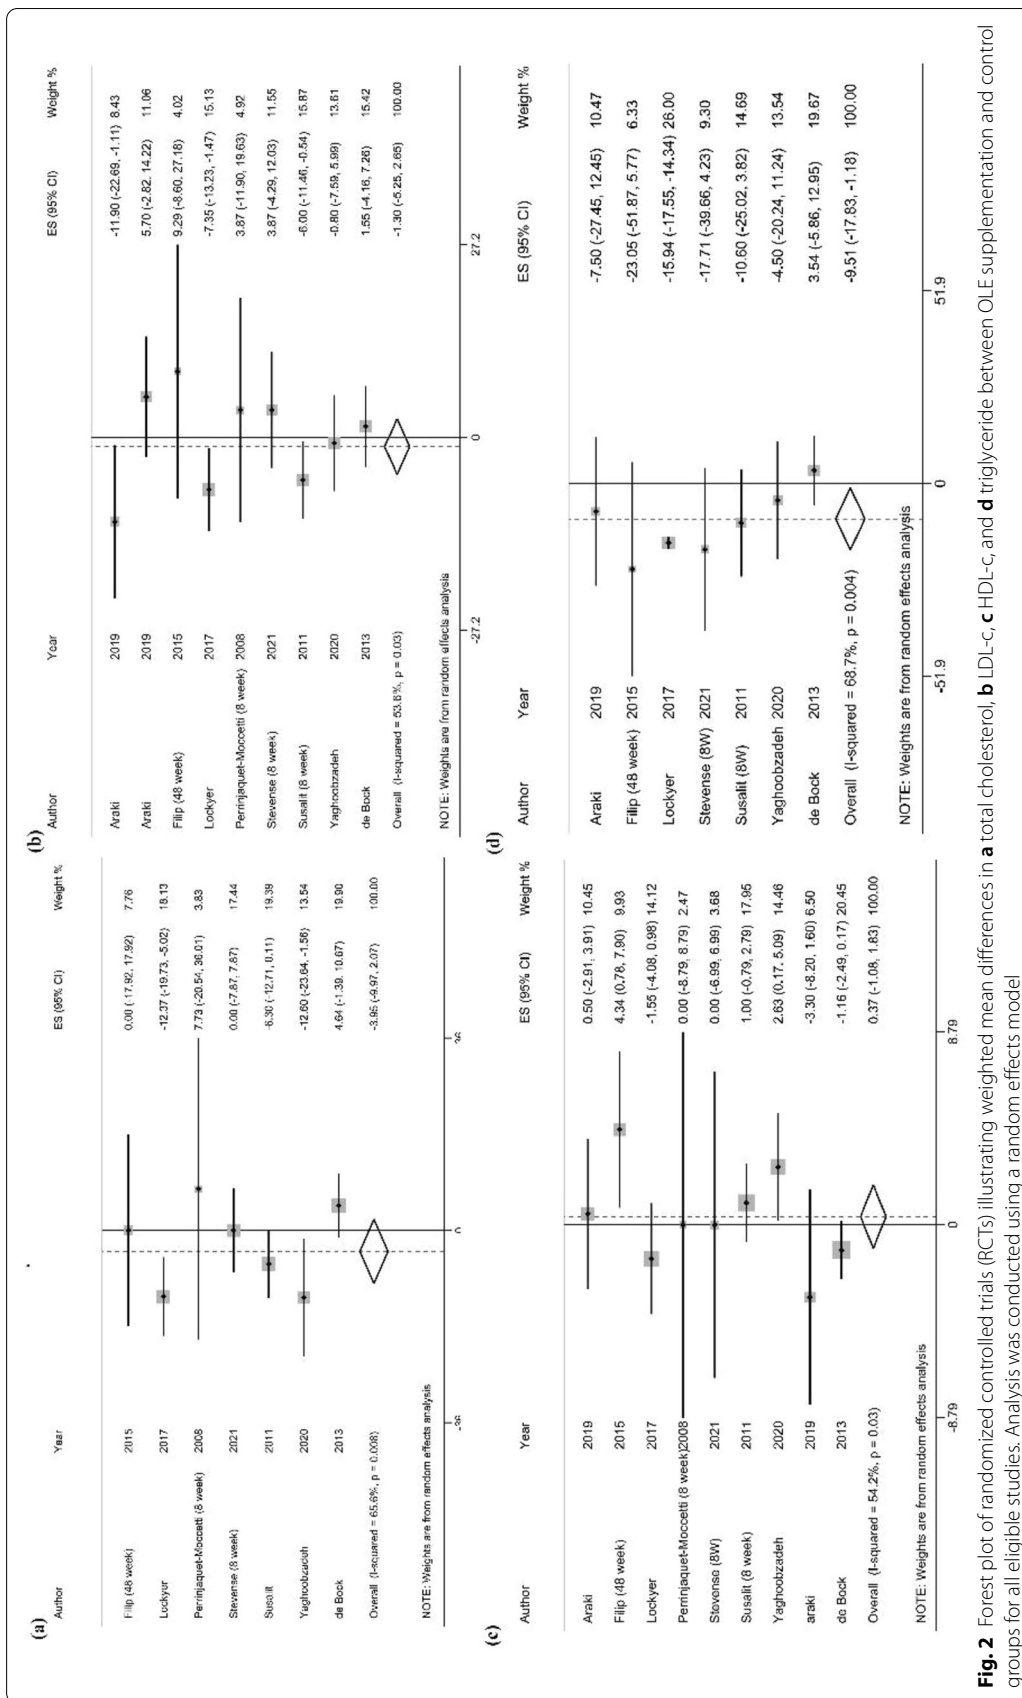 (a)
Author Year ES (95% CI) Weight %
Filip (48 week) 2015 0.00 (-17.92, 17.92) 7.76
Lockyer 2017 -12.37 (-19.73, -5.02) 18.13
Perrinjaquet-Moccetti (8 week) 2008 7.73 (-20.54, 36.01) 3.83
Stevense (8 week) 2021 0.00 (-7.87, 7.87) 17.44
Susalit 2011 -6.30 (-12.71, 0.11) 19.39
Yaghoobzadeh 2020 -12.60 (-23.64, -1.56) 13.54
de Bock 2013 4.64 (-1.39, 10.67) 19.90
Overall (I-squared = 65.6%, p = 0.008) -3.95 (-9.97, 2.07) 100.00
NOTE: Weights are from random effects analysis
-36 0 36
(b)
Author Year ES (95% CI) Weight %
Araki 2019 -11.90 (-22.69, -1.11) 8.43
Araki 2019 5.70 (-2.82, 14.22) 11.06
Filip (48 week) 2015 9.29 (-8.60, 27.18) 4.02
Lockyer 2017 -7.35 (-13.23, -1.47) 15.13
Perrinjaquet-Moccetti (8 week) 2008 3.87 (-11.90, 19.63) 4.92
Stevense (8 week) 2021 3.87 (-4.29, 12.03) 11.55
Susalit (8 week) 2011 -6.00 (-11.46, -0.54) 15.87
Yaghoobzadeh 2020 -0.80 (-7.59, 5.99) 13.61
de Bock 2013 1.55 (-4.16, 7.26) 15.42
Overall (I-squared = 53.6%, p = 0.03) -1.30 (-5.25, 2.65) 100.00
NOTE: Weights are from random effects analysis
-27.2 0 27.2
(c)
Author Year ES (95% CI) Weight %
Araki 2019 0.50 (-2.91, 3.91) 10.45
Filip (48 week) 2015 4.34 (0.78, 7.90) 9.93
Lockyer 2017 -1.55 (-4.08, 0.98) 14.12
Perrinjaquet-Moccetti (8 week) 2008 0.00 (-8.79, 8.79) 2.47
Stevense (8W) 2021 0.00 (-6.99, 6.99) 3.68
Susalit (8 week) 2011 1.00 (-0.79, 2.79) 17.95
Yaghoobzadeh 2020 2.63 (0.17, 5.09) 14.46
araki 2019 -3.30 (-8.20, 1.60) 6.50
de Bock 2013 -1.16 (-2.49, 0.17) 20.45
Overall (I-squared = 54.2%, p = 0.03) 0.37 (-1.08, 1.83) 100.00
NOTE: Weights are from random effects analysis
-8.79 0 8.79
(d)
Author Year ES (95% CI) Weight %
Araki 2019 -7.50 (-27.45, 12.45) 10.47
Filip (48 week) 2015 -23.05 (-51.87, 5.77) 6.33
Lockyer 2017 -15.94 (-17.55, -14.34) 26.00
Stevense (8W) 2021 -17.71 (-39.66, 4.23) 9.30
Susalit (8W) 2011 -10.60 (-25.02, 3.82) 14.69
Yaghoobzadeh 2020 -4.50 (-20.24, 11.24) 13.54
de Bock 2013 3.54 (-5.86, 12.95) 19.67
Overall (I-squared = 68.7%, p = 0.004) -9.51 (-17.83, -1.18) 100.00
NOTE: Weights are from random effects analysis
-51.9 0 51.9
Fig. 2 Forest plot of randomized controlled trials (RCTs) illustrating weighted mean differences in a total cholesterol, b LDL-c, c HDL-c, and d triglyceride between OLE supplementation and control
groups for all eligible studies. Analysis was conducted using a random effects model